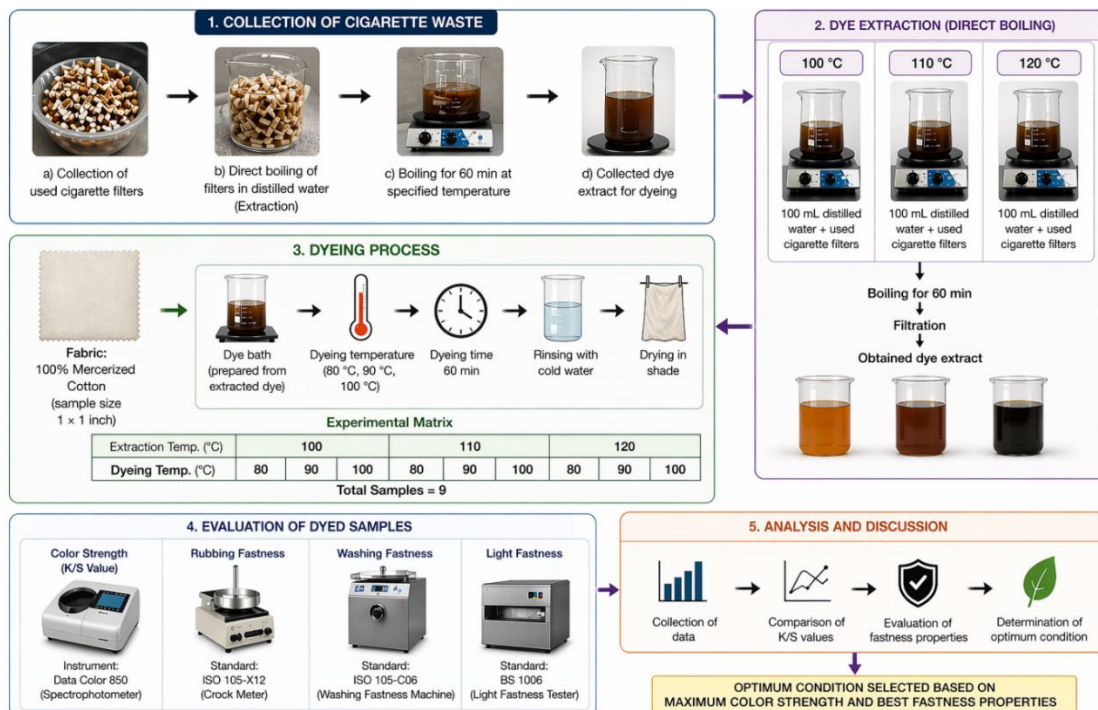 1. COLLECTION OF CIGARETTE WASTE
a) Collection of
used cigarette filters
b) Direct boiling of
filters in distilled water
(Extraction)
c) Boiling for 60 min at
specified temperature
d) Collected dye
extract for dyeing
2. DYE EXTRACTION (DIRECT BOILING)
100 °C
110 °C
120 °C
100 mL distilled
water + used
cigarette filters
100 mL distilled
water + used
cigarette filters
100 mL distilled
water + used
cigarette filters
Boiling for 60 min
Filtration
Obtained dye extract
3. DYEING PROCESS
Fabric:
100% Mercerized
Cotton
(sample size
1 × 1 inch)
Dye bath
(prepared from
extracted dye)
Dyeing temperature
(80 °C, 90 °C,
100 °C)
Dyeing time
60 min
Rinsing with
cold water
Drying in
shade
Experimental Matrix
Extraction Temp. (°C) 100 110 120
Dyeing Temp. (°C) 80 90 100 80 90 100 80 90 100
Total Samples = 9
4. EVALUATION OF DYED SAMPLES
Color Strength
(K/S Value)
Instrument:
Data Color 850
(Spectrophotometer)
Rubbing Fastness
Standard:
ISO 105-X12
(Crock Meter)
Washing Fastness
Standard:
ISO 105-C06
(Washing Fastness Machine)
Light Fastness
Standard:
BS 1006
(Light Fastness Tester)
5. ANALYSIS AND DISCUSSION
Collection of
data
Comparison of
K/S values
Evaluation of
fastness properties
Determination of
optimum condition
OPTIMUM CONDITION SELECTED BASED ON
MAXIMUM COLOR STRENGTH AND BEST FASTNESS PROPERTIES